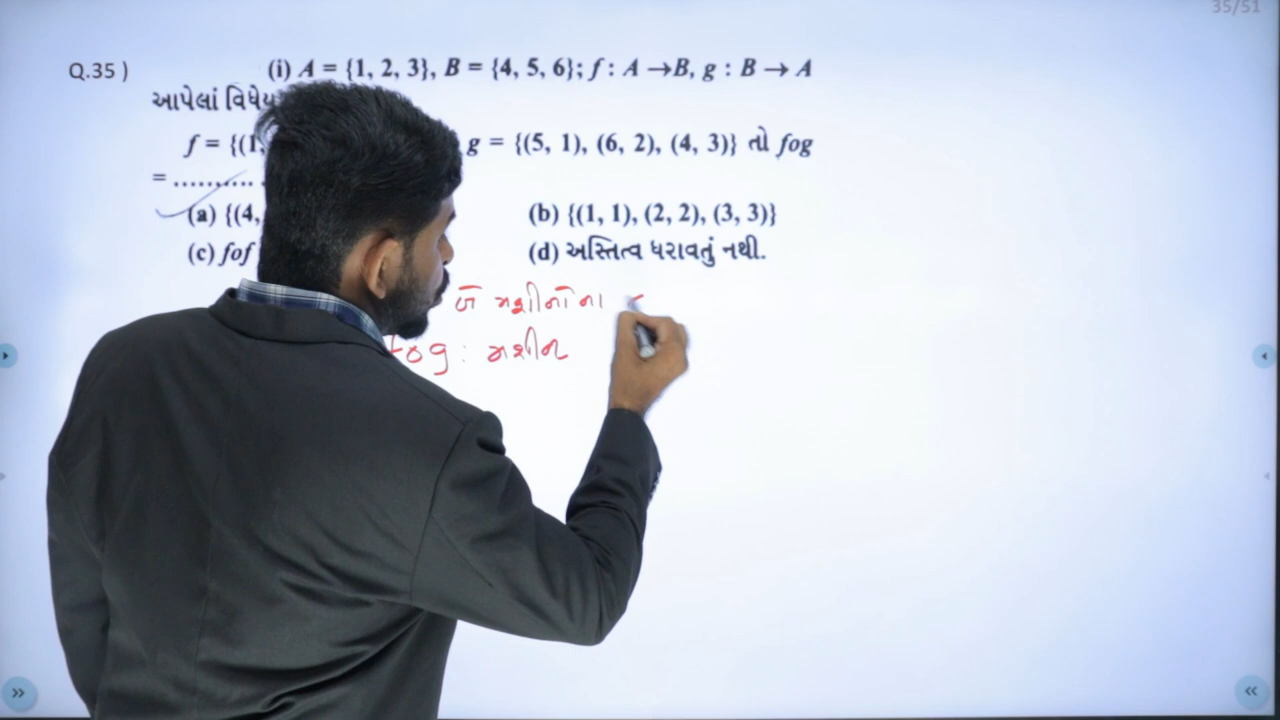 35/51
Q.35 ) (i) A = {1, 2, 3}, B = {4, 5, 6}; f : A →B, g : B → A
આપેલાં
f = {(1, g = {(5, 1), (6, 2), (4, 3)} તો fog
= ..........
(a) {(4, (b) {(1, 1), (2, 2), (3, 3)}
(c) fof (d) અસ્તિત્વ ધરાવતું નથી.
બે મશીનોના
fog : મશીન